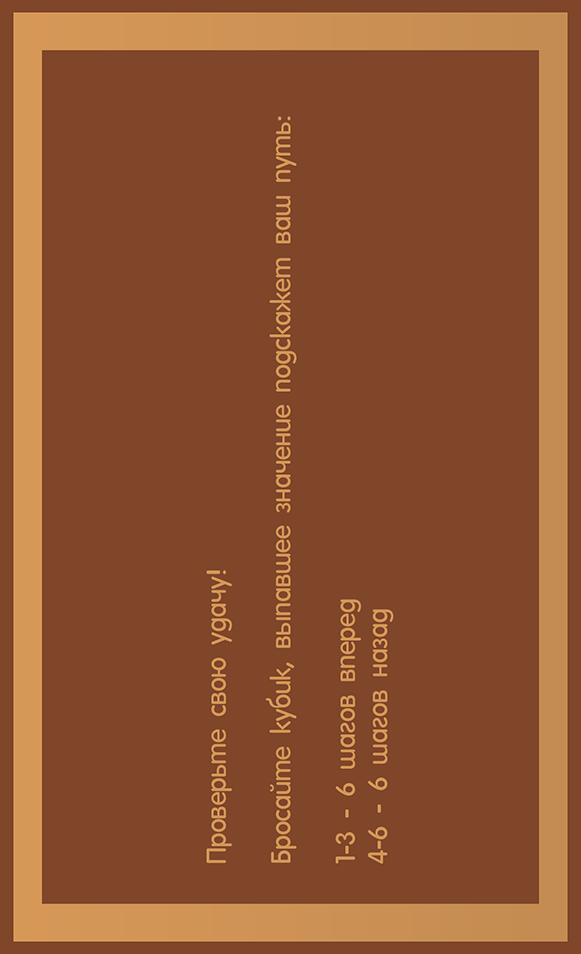 Проверьте свою удачу!
Бросайте кубик, выпавшее значение подскажет ваш путь:
1-3 - 6 шагов вперед
4-6 - 6 шагов назад